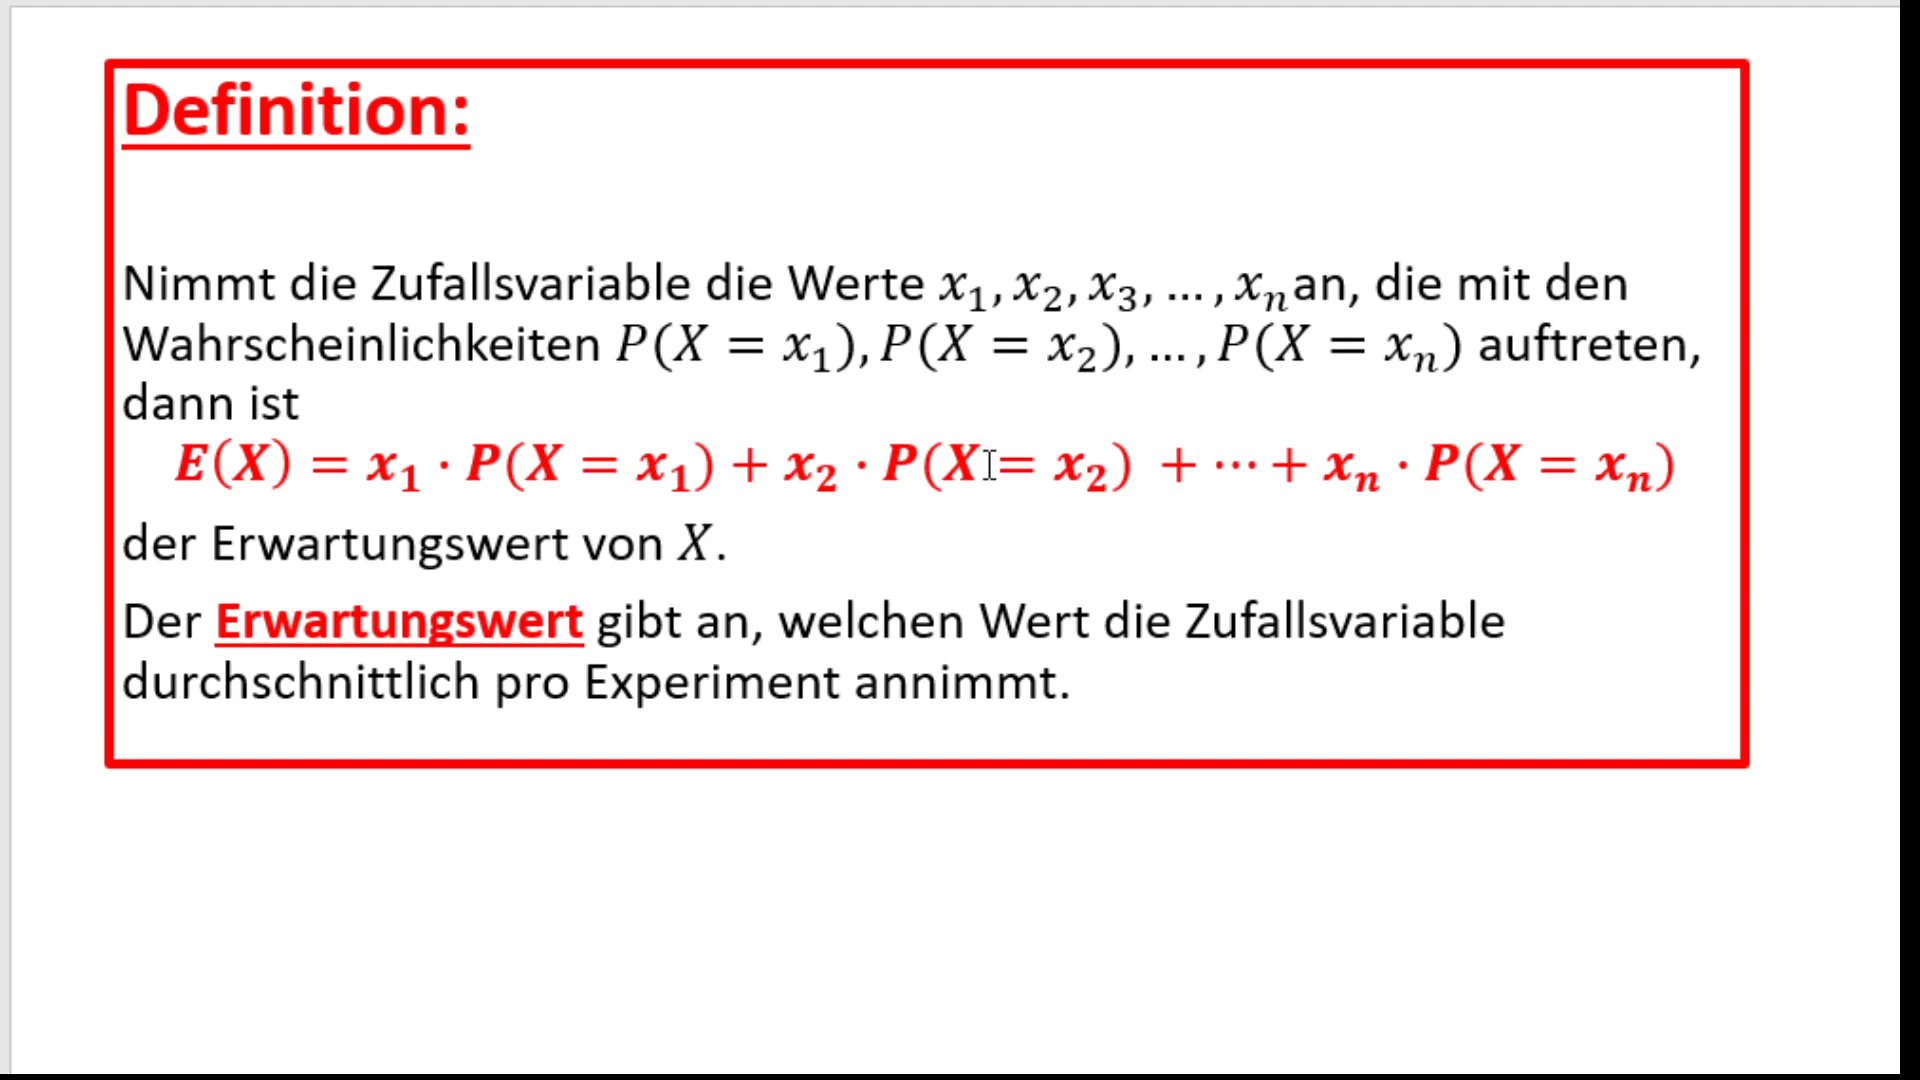 Definition:
Nimmt die Zufallsvariable die Werte x₁, x₂, x₃, … , xₙ an, die mit den
Wahrscheinlichkeiten P(X = x₁), P(X = x₂), … , P(X = xₙ) auftreten,
dann ist
E(X) = x₁ · P(X = x₁) + x₂ · P(X = x₂) + ⋯ + xₙ · P(X = xₙ)
der Erwartungswert von X.
Der Erwartungswert gibt an, welchen Wert die Zufallsvariable
durchschnittlich pro Experiment annimmt.